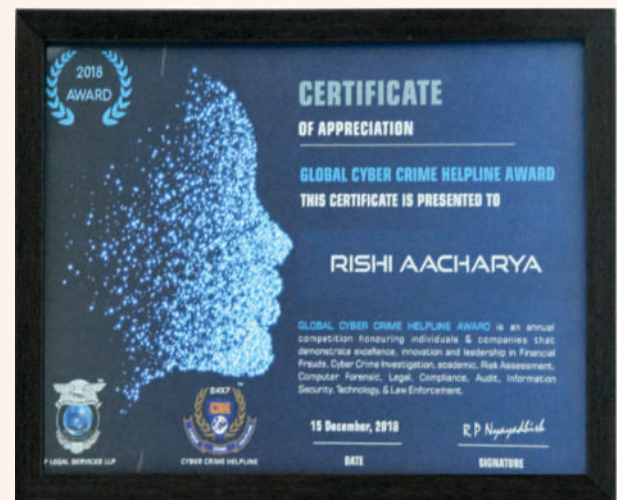 2018
AWARD
CERTIFICATE
OF APPRECIATION
GLOBAL CYBER CRIME HELPLINE AWARD
THIS CERTIFICATE IS PRESENTED TO
RISHI AACHARYA
GLOBAL CYBER CRIME HELPLINE AWARD is an annual
competition honouring individuals & companies that
demonstrate excellence, innovation and leadership in Financial
Frauds, Cyber Crime Investigation, academic, Risk Assessment,
Computer Forensic, Legal, Compliance, Audit, Information
Security, Technology, & Law Enforcement.
15 December, 2018
R P Nyayadhish
DATE
SIGNATURE
LEGAL SERVICES LLP
24X7
CYBER CRIME HELPLINE